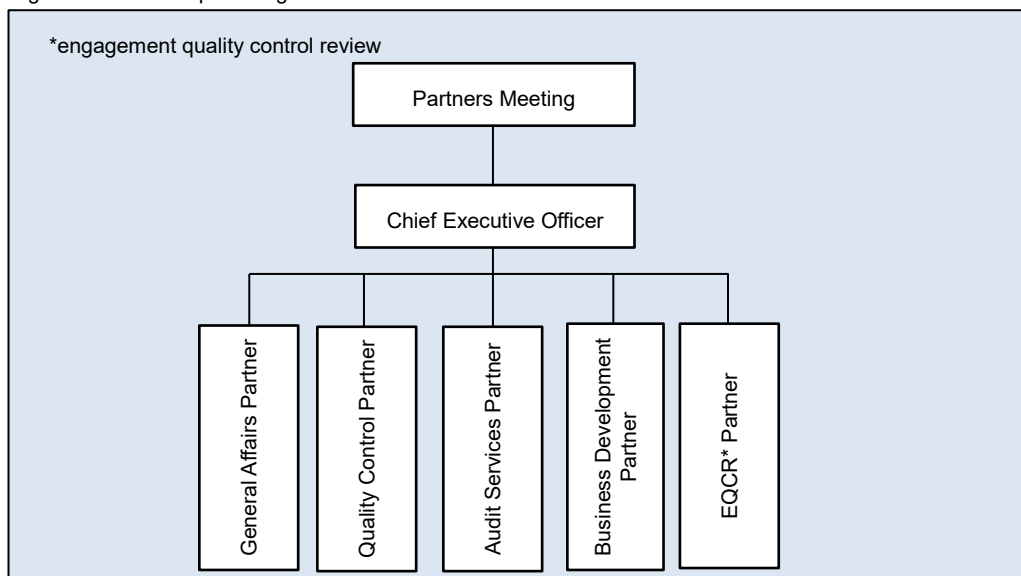 *engagement quality control review
Partners Meeting
Chief Executive Officer
General Affairs Partner
Quality Control Partner
Audit Services Partner
Business Development
Partner
EQCR* Partner